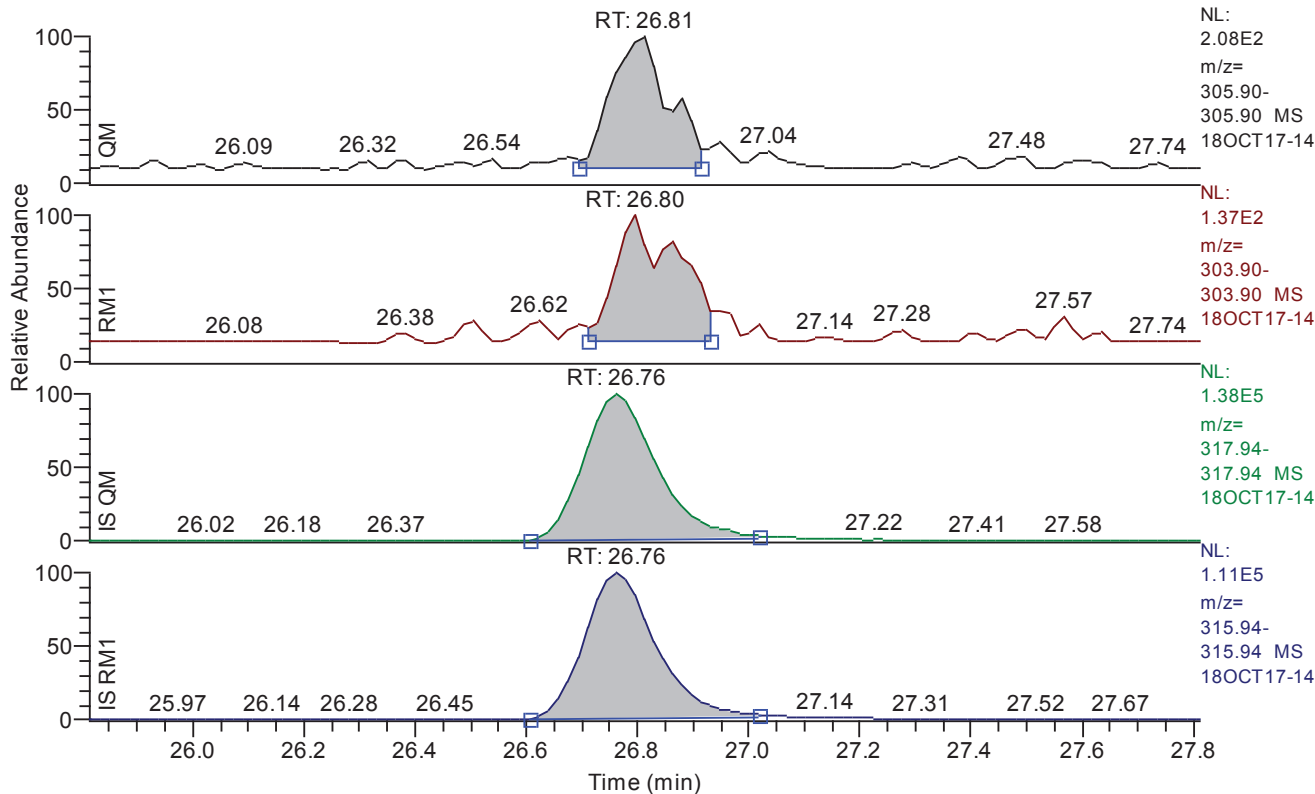 Relative Abundance
RT: 26.81
100
50
0
QM
26.09
26.32
26.54
27.04
27.48
27.74
NL:
2.08E2
m/z=
305.90-
305.90 MS
18OCT17-14
RT: 26.80
100
50
0
RM1
26.08
26.38
26.62
27.14
27.28
27.57
27.74
NL:
1.37E2
m/z=
303.90-
303.90 MS
18OCT17-14
RT: 26.76
100
50
0
IS QM
26.02
26.18
26.37
27.22
27.41
27.58
NL:
1.38E5
m/z=
317.94-
317.94 MS
18OCT17-14
RT: 26.76
100
50
0
IS RM1
25.97
26.14
26.28
26.45
27.14
27.31
27.52
27.67
NL:
1.11E5
m/z=
315.94-
315.94 MS
18OCT17-14
26.0 26.2 26.4 26.6 26.8 27.0 27.2 27.4 27.6 27.8
Time (min)